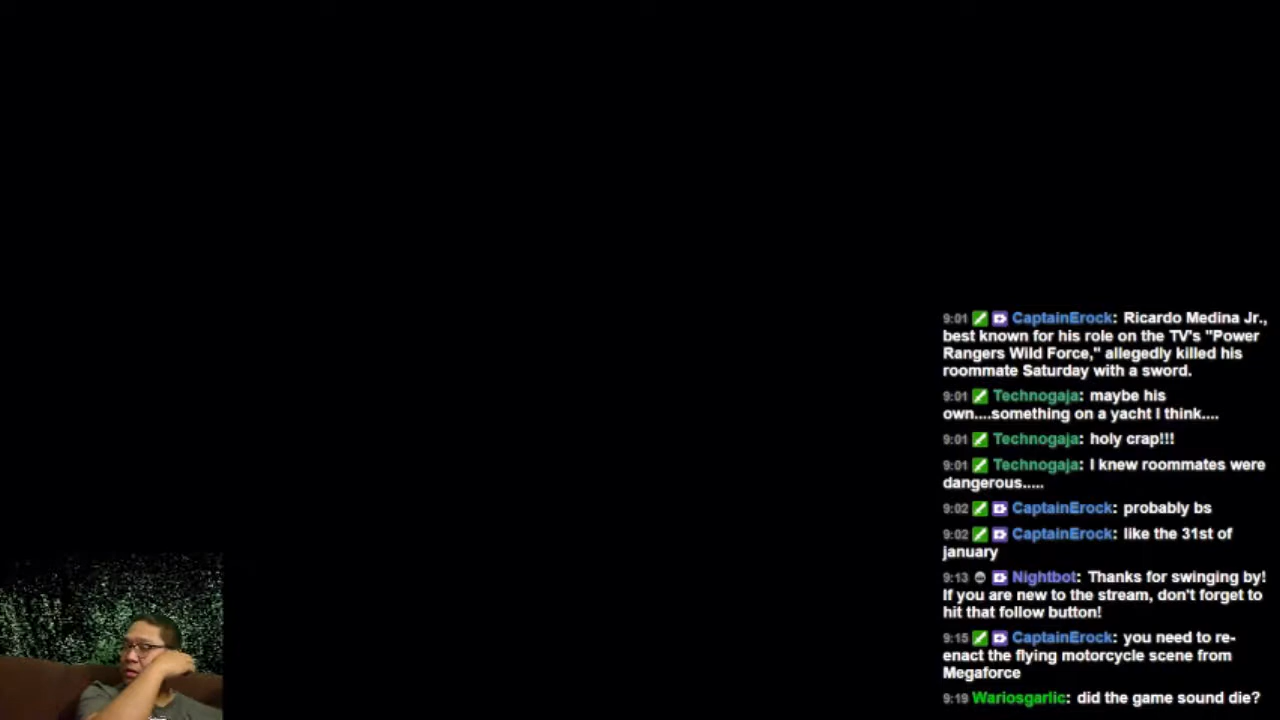 9:01 CaptainErock: Ricardo Medina Jr.,
best known for his role on the TV's "Power
Rangers Wild Force," allegedly killed his
roommate Saturday with a sword.
9:01 Technogaja: maybe his
own....something on a yacht I think....
9:01 Technogaja: holy crap!!!
9:01 Technogaja: I knew roommates were
dangerous.....
9:02 CaptainErock: probably bs
9:02 CaptainErock: like the 31st of
january
9:13 Nightbot: Thanks for swinging by!
If you are new to the stream, don't forget to
hit that follow button!
9:15 CaptainErock: you need to re-
enact the flying motorcycle scene from
Megaforce
9:19 Wariosgarlic: did the game sound die?